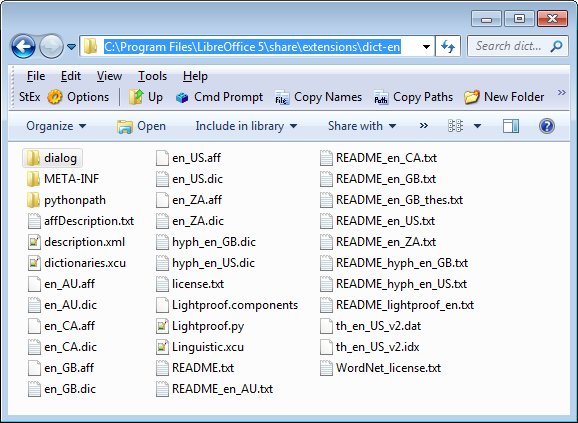 C:\Program Files\LibreOffice 5\share\extensions\dict-en
Search dict...
File Edit View Tools Help
StEx Options Up Cmd Prompt Copy Names Copy Paths New Folder »
Organize Open Include in library Share with »
dialog
META-INF
pythonpath
affDescription.txt
description.xml
dictionaries.xcu
en_AU.aff
en_AU.dic
en_CA.aff
en_CA.dic
en_GB.aff
en_GB.dic
en_US.aff
en_US.dic
en_ZA.aff
en_ZA.dic
hyph_en_GB.dic
hyph_en_US.dic
license.txt
Lightproof.components
Lightproof.py
Linguistic.xcu
README.txt
README_en_AU.txt
README_en_CA.txt
README_en_GB.txt
README_en_GB_thes.txt
README_en_US.txt
README_en_ZA.txt
README_hyph_en_GB.txt
README_hyph_en_US.txt
README_lightproof_en.txt
th_en_US_v2.dat
th_en_US_v2.idx
WordNet_license.txt